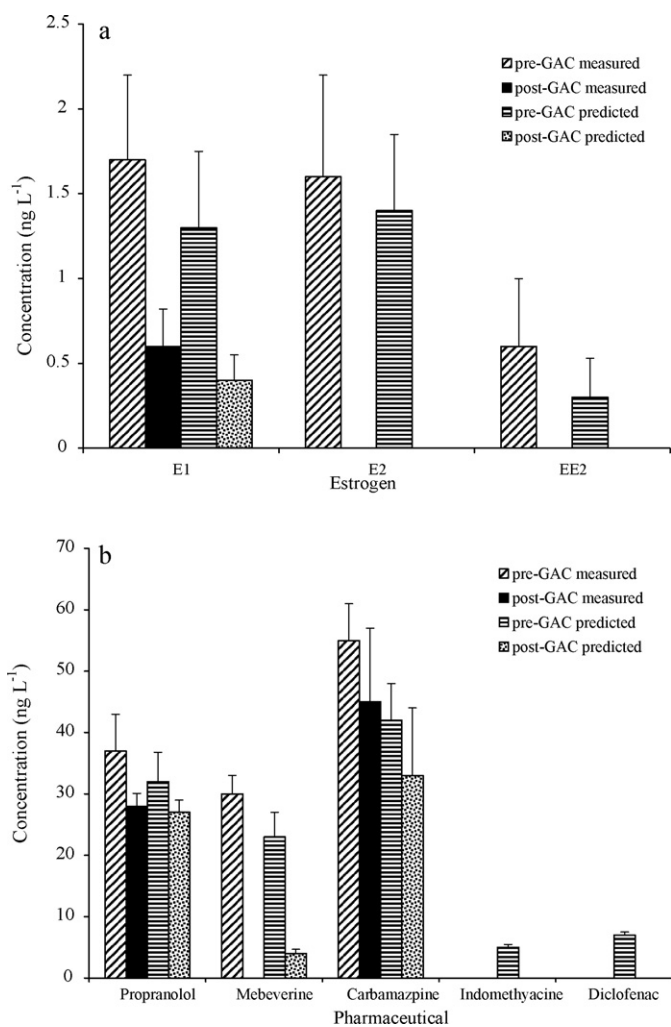 a
2.5
2
1.5
1
0.5
0
Concentration (ng L-1)
pre-GAC measured
post-GAC measured
pre-GAC predicted
post-GAC predicted
E1 E2 EE2
Estrogen
b
70
60
50
40
30
20
10
0
Concentration (ng L-1)
pre-GAC measured
post-GAC measured
pre-GAC predicted
post-GAC predicted
Propranolol Mebeverine Carbamazpine Indomethyacine Diclofenac
Pharmaceutical